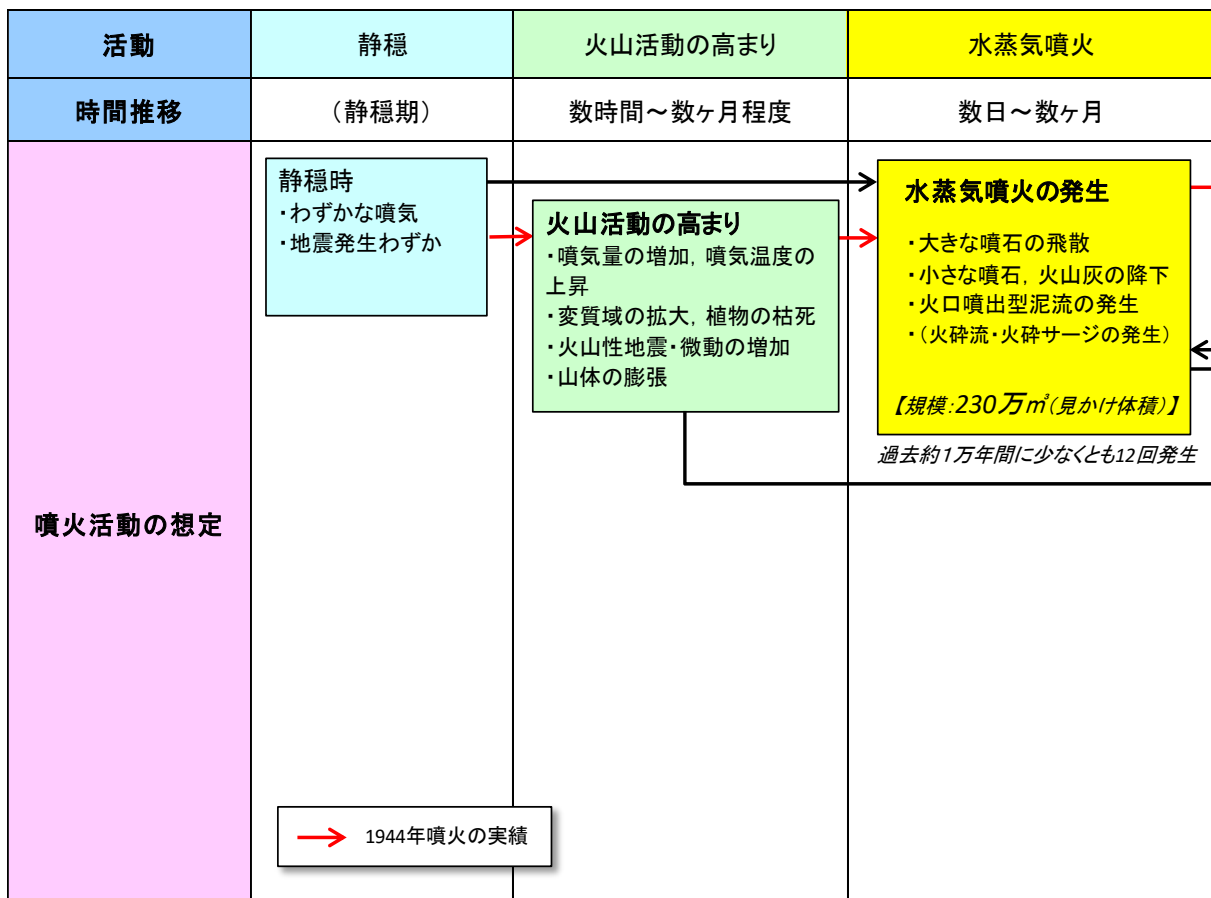 活動
静穏
火山活動の高まり
水蒸気噴火
時間推移
（静穏期）
数時間～数ヶ月程度
数日～数ヶ月
噴火活動の想定
静穏時
・わずかな噴気
・地震発生わずか
火山活動の高まり
・噴気量の増加，噴気温度の
上昇
・変質域の拡大，植物の枯死
・火山性地震・微動の増加
・山体の膨張
水蒸気噴火の発生
・大きな噴石の飛散
・小さな噴石，火山灰の降下
・火口噴出型泥流の発生
・（火砕流・火砕サージの発生）
【規模：230万㎥（見かけ体積）】
過去約1万年間に少なくとも12回発生
1944年噴火の実績